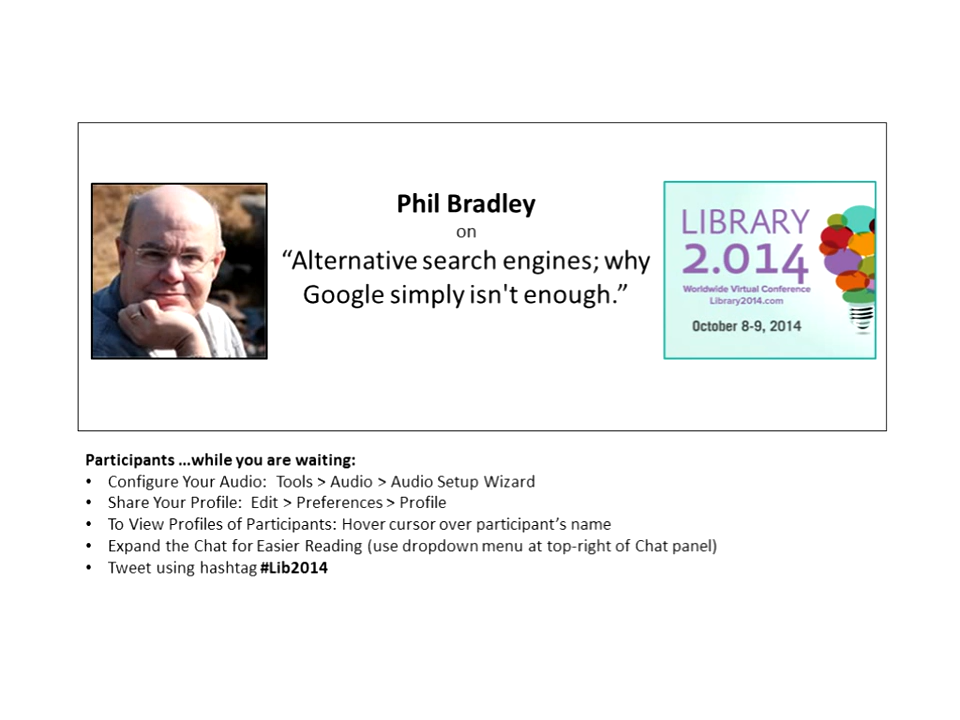 Phil Bradley
on
“Alternative search engines; why
Google simply isn't enough.”
LIBRARY
2.014
Worldwide Virtual Conference
Library2014.com
October 8-9, 2014
Participants …while you are waiting:
• Configure Your Audio:  Tools > Audio > Audio Setup Wizard
• Share Your Profile:  Edit > Preferences > Profile
• To View Profiles of Participants: Hover cursor over participant’s name
• Expand the Chat for Easier Reading (use dropdown menu at top-right of Chat panel)
• Tweet using hashtag #Lib2014